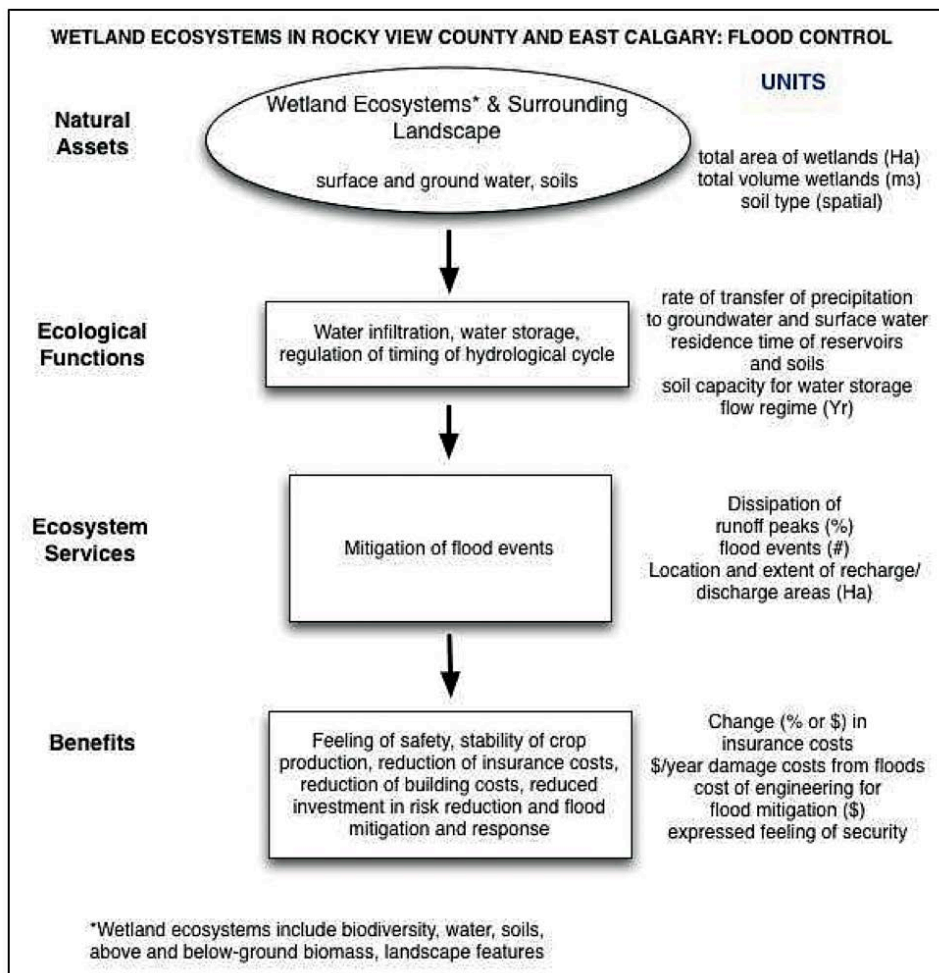 WETLAND ECOSYSTEMS IN ROCKY VIEW COUNTY AND EAST CALGARY: FLOOD CONTROL
UNITS
Natural
Assets
Wetland Ecosystems* & Surrounding
Landscape
surface and ground water, soils
total area of wetlands (Ha)
total volume wetlands (m3)
soil type (spatial)
Ecological
Functions
Water infiltration, water storage,
regulation of timing of hydrological cycle
rate of transfer of precipitation
to groundwater and surface water
residence time of reservoirs
and soils
soil capacity for water storage
flow regime (Yr)
Ecosystem
Services
Mitigation of flood events
Dissipation of
runoff peaks (%)
flood events (#)
Location and extent of recharge/
discharge areas (Ha)
Benefits
Feeling of safety, stability of crop
production, reduction of insurance costs,
reduction of building costs, reduced
investment in risk reduction and flood
mitigation and response
Change (% or $) in
insurance costs
$/year damage costs from floods
cost of engineering for
flood mitigation ($)
expressed feeling of security
*Wetland ecosystems include biodiversity, water, soils,
above and below-ground biomass, landscape features